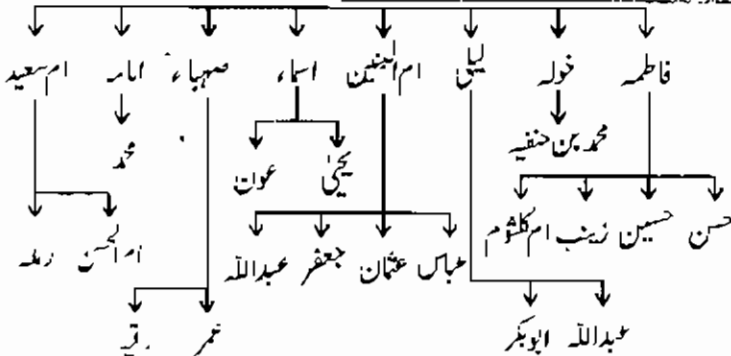 فاطمہ خولہ لیلیٰ ام البنین اسماء صہباء امامہ ام سعید
محمد بن حنفیہ یحییٰ عون محمد
حسن حسین زینب ام کلثوم عباس عثمان جعفر عبداللہ ام الحسن رملہ
عبداللہ ابوبکر عمر رقیہ